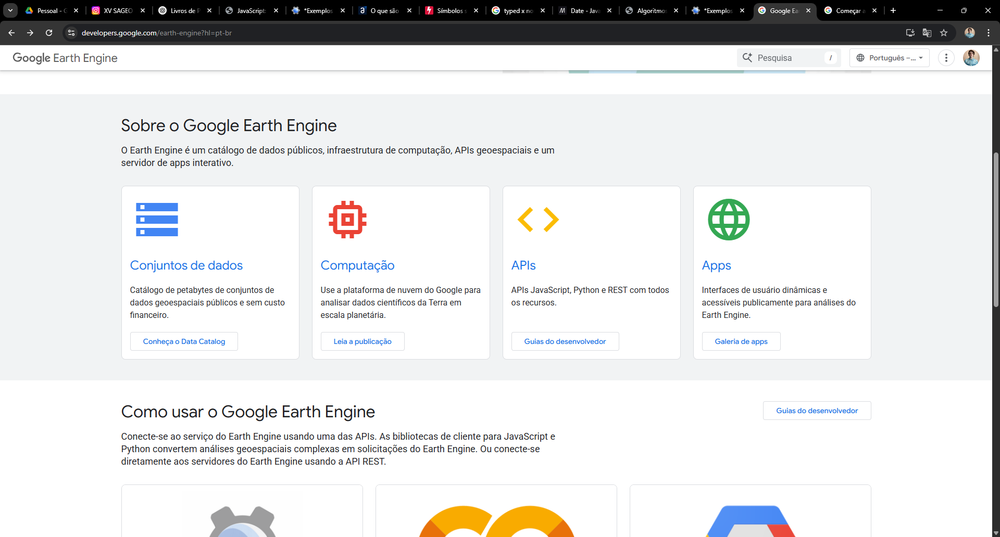 Pessoal - G
XV SAGEO
Livros de P
JavaScript:
*Exemplos
O que são
Símbolos s
typed x no
Date - Java
Algoritmos
*Exemplos
Google Ea
Começar a
developers.google.com/earth-engine?hl=pt-br
Google Earth Engine
Pesquisa
/
Português –...
Sobre o Google Earth Engine
O Earth Engine é um catálogo de dados públicos, infraestrutura de computação, APIs geoespaciais e um
servidor de apps interativo.
Conjuntos de dados
Catálogo de petabytes de conjuntos de
dados geoespaciais públicos e sem custo
financeiro.
Conheça o Data Catalog
Computação
Use a plataforma de nuvem do Google para
analisar dados científicos da Terra em
escala planetária.
Leia a publicação
APIs
APIs JavaScript, Python e REST com todos
os recursos.
Guias do desenvolvedor
Apps
Interfaces de usuário dinâmicas e
acessíveis publicamente para análises do
Earth Engine.
Galeria de apps
Como usar o Google Earth Engine
Guias do desenvolvedor
Conecte-se ao serviço do Earth Engine usando uma das APIs. As bibliotecas de cliente para JavaScript e
Python convertem análises geoespaciais complexas em solicitações do Earth Engine. Ou conecte-se
diretamente aos servidores do Earth Engine usando a API REST.